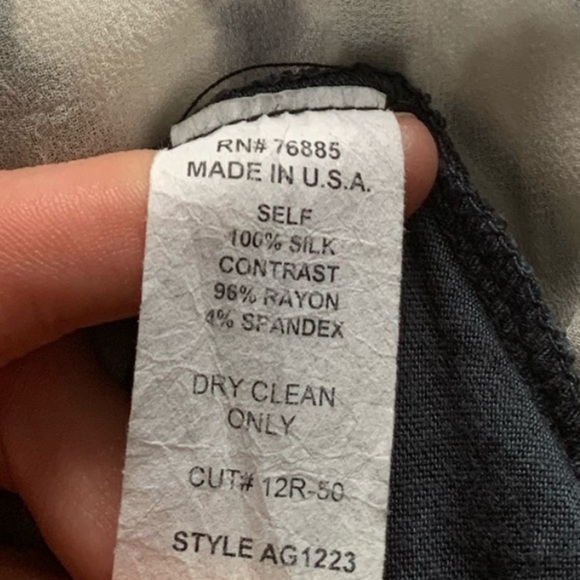 RN# 76885
MADE IN U.S.A.
SELF
100% SILK
CONTRAST
96% RAYON
4% SPANDEX
DRY CLEAN
ONLY
CUT# 12R-50
STYLE AG1223